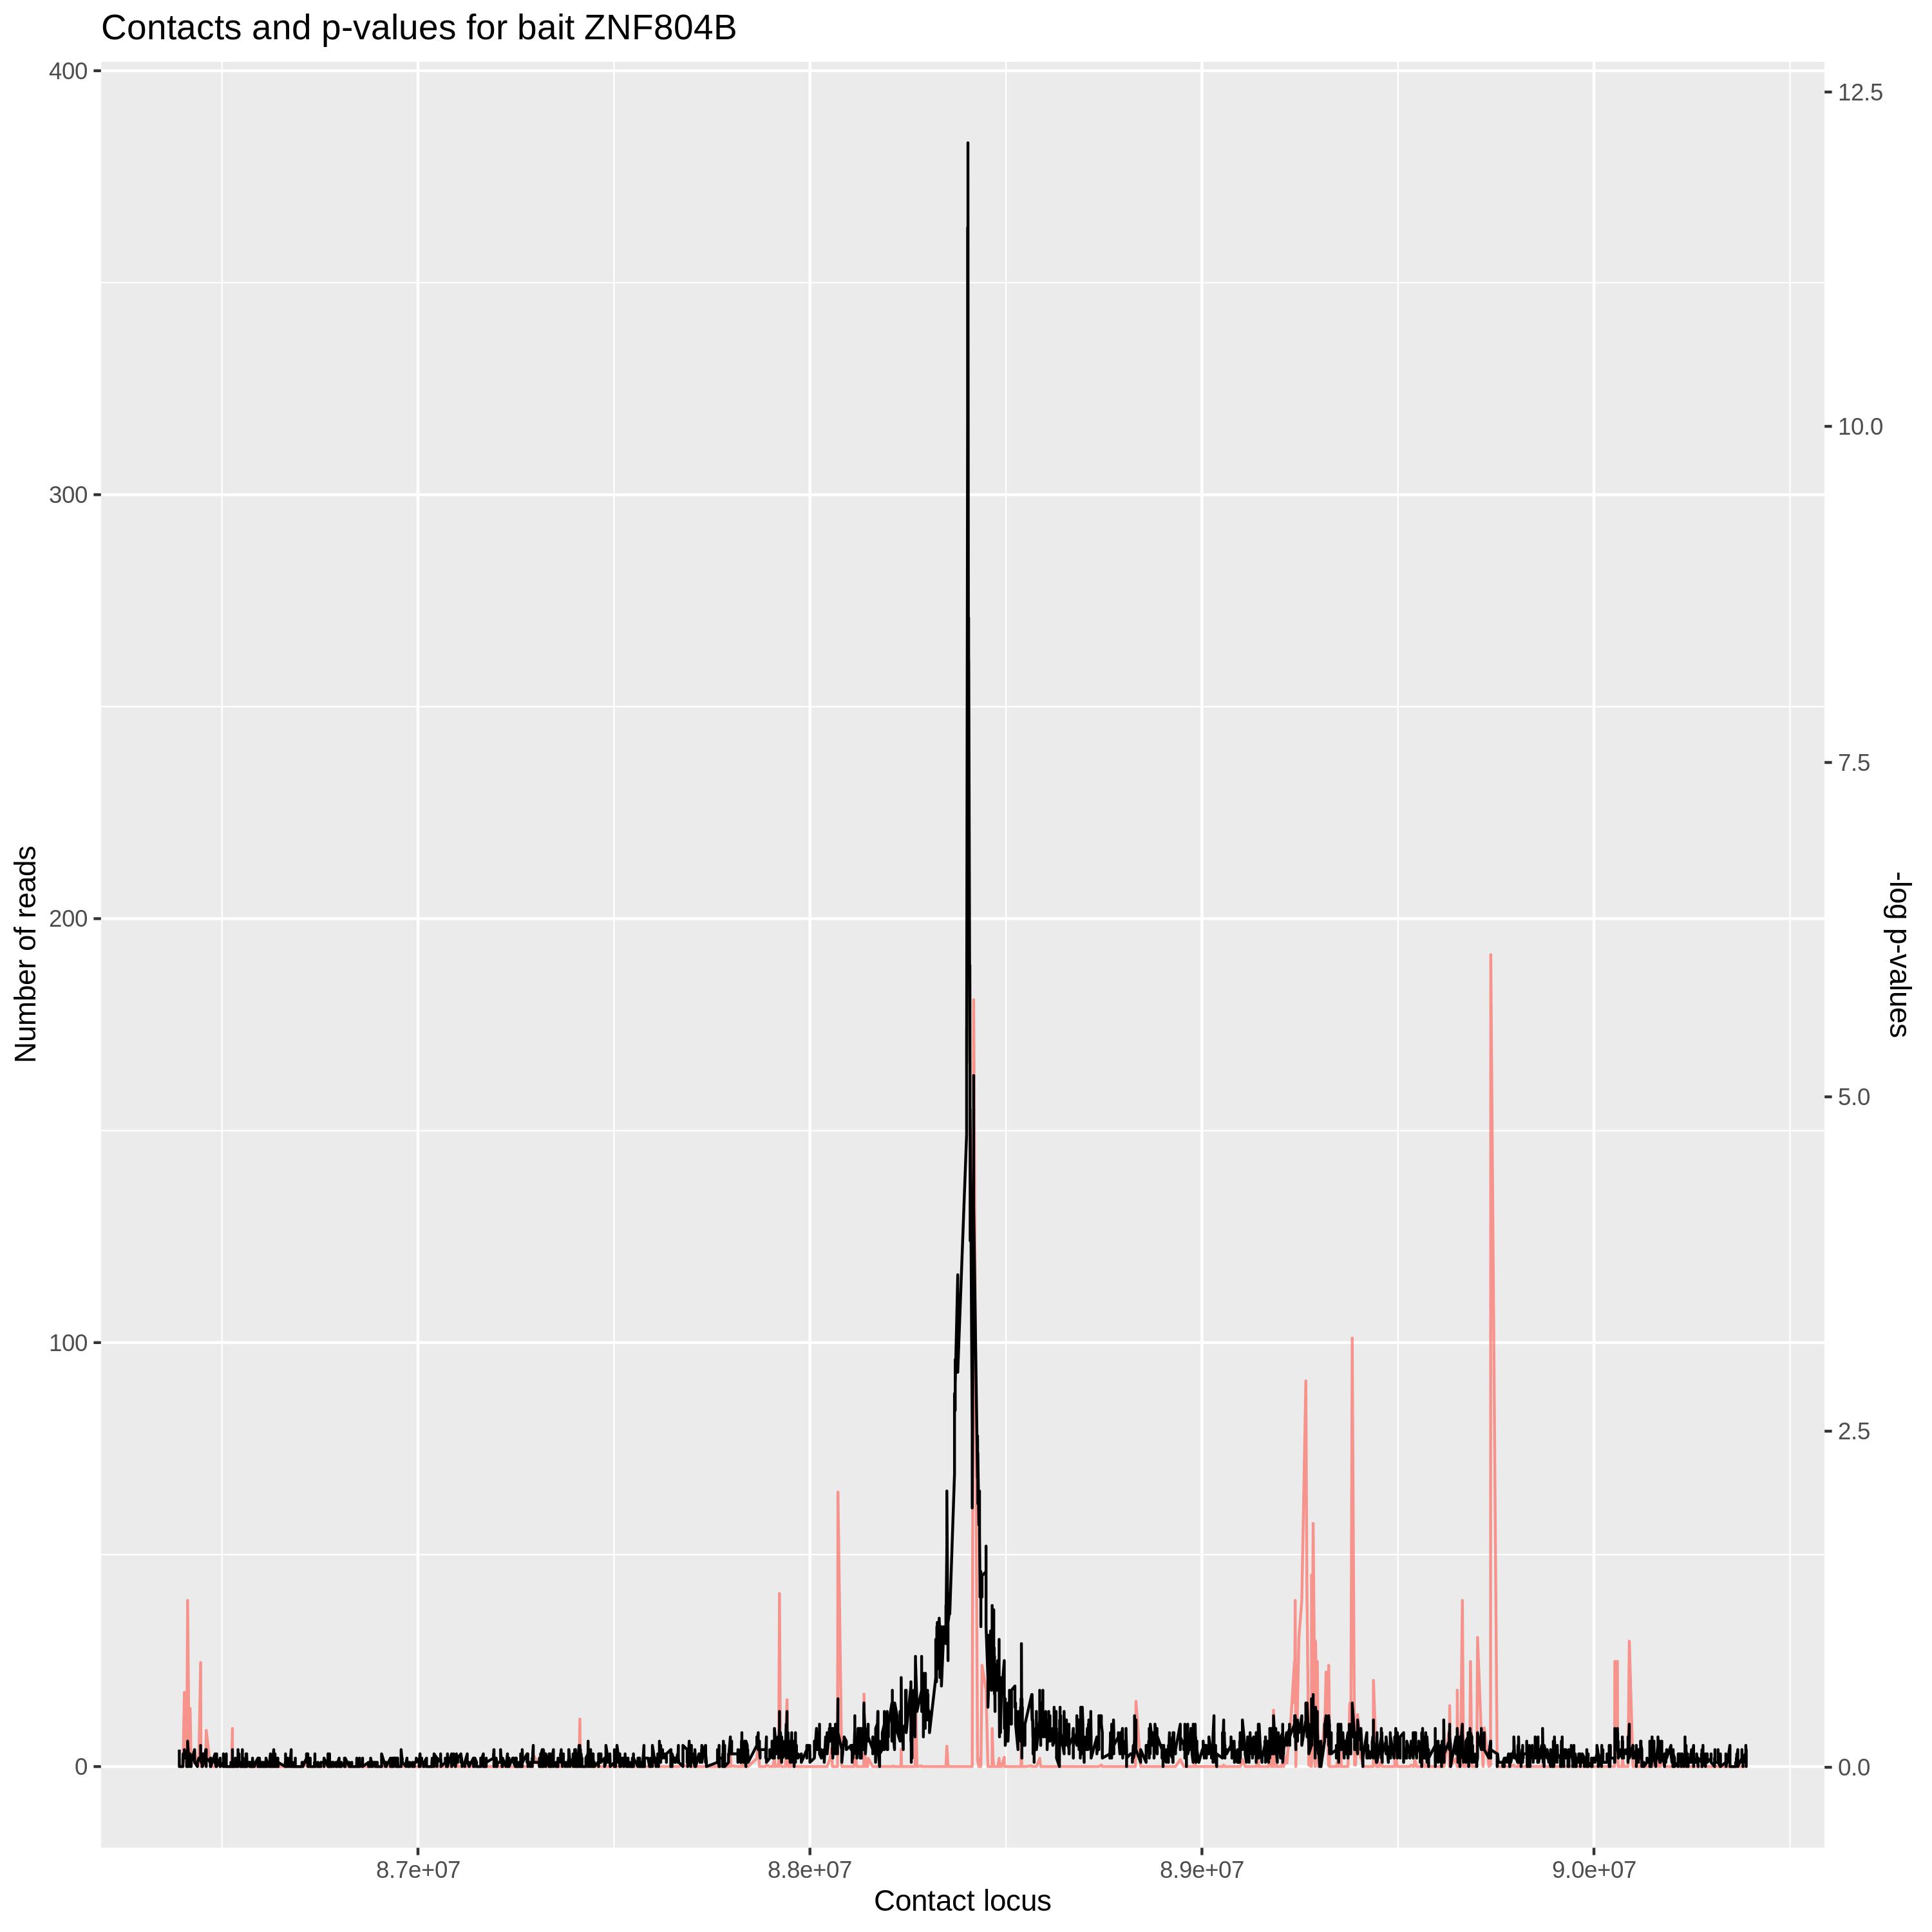 Contacts and p-values for bait ZNF804B
400
300
200
100
0
Number of reads
12.5
10.0
7.5
5.0
2.5
0.0
-log p-values
8.7e+07
8.8e+07
8.9e+07
9.0e+07
Contact locus